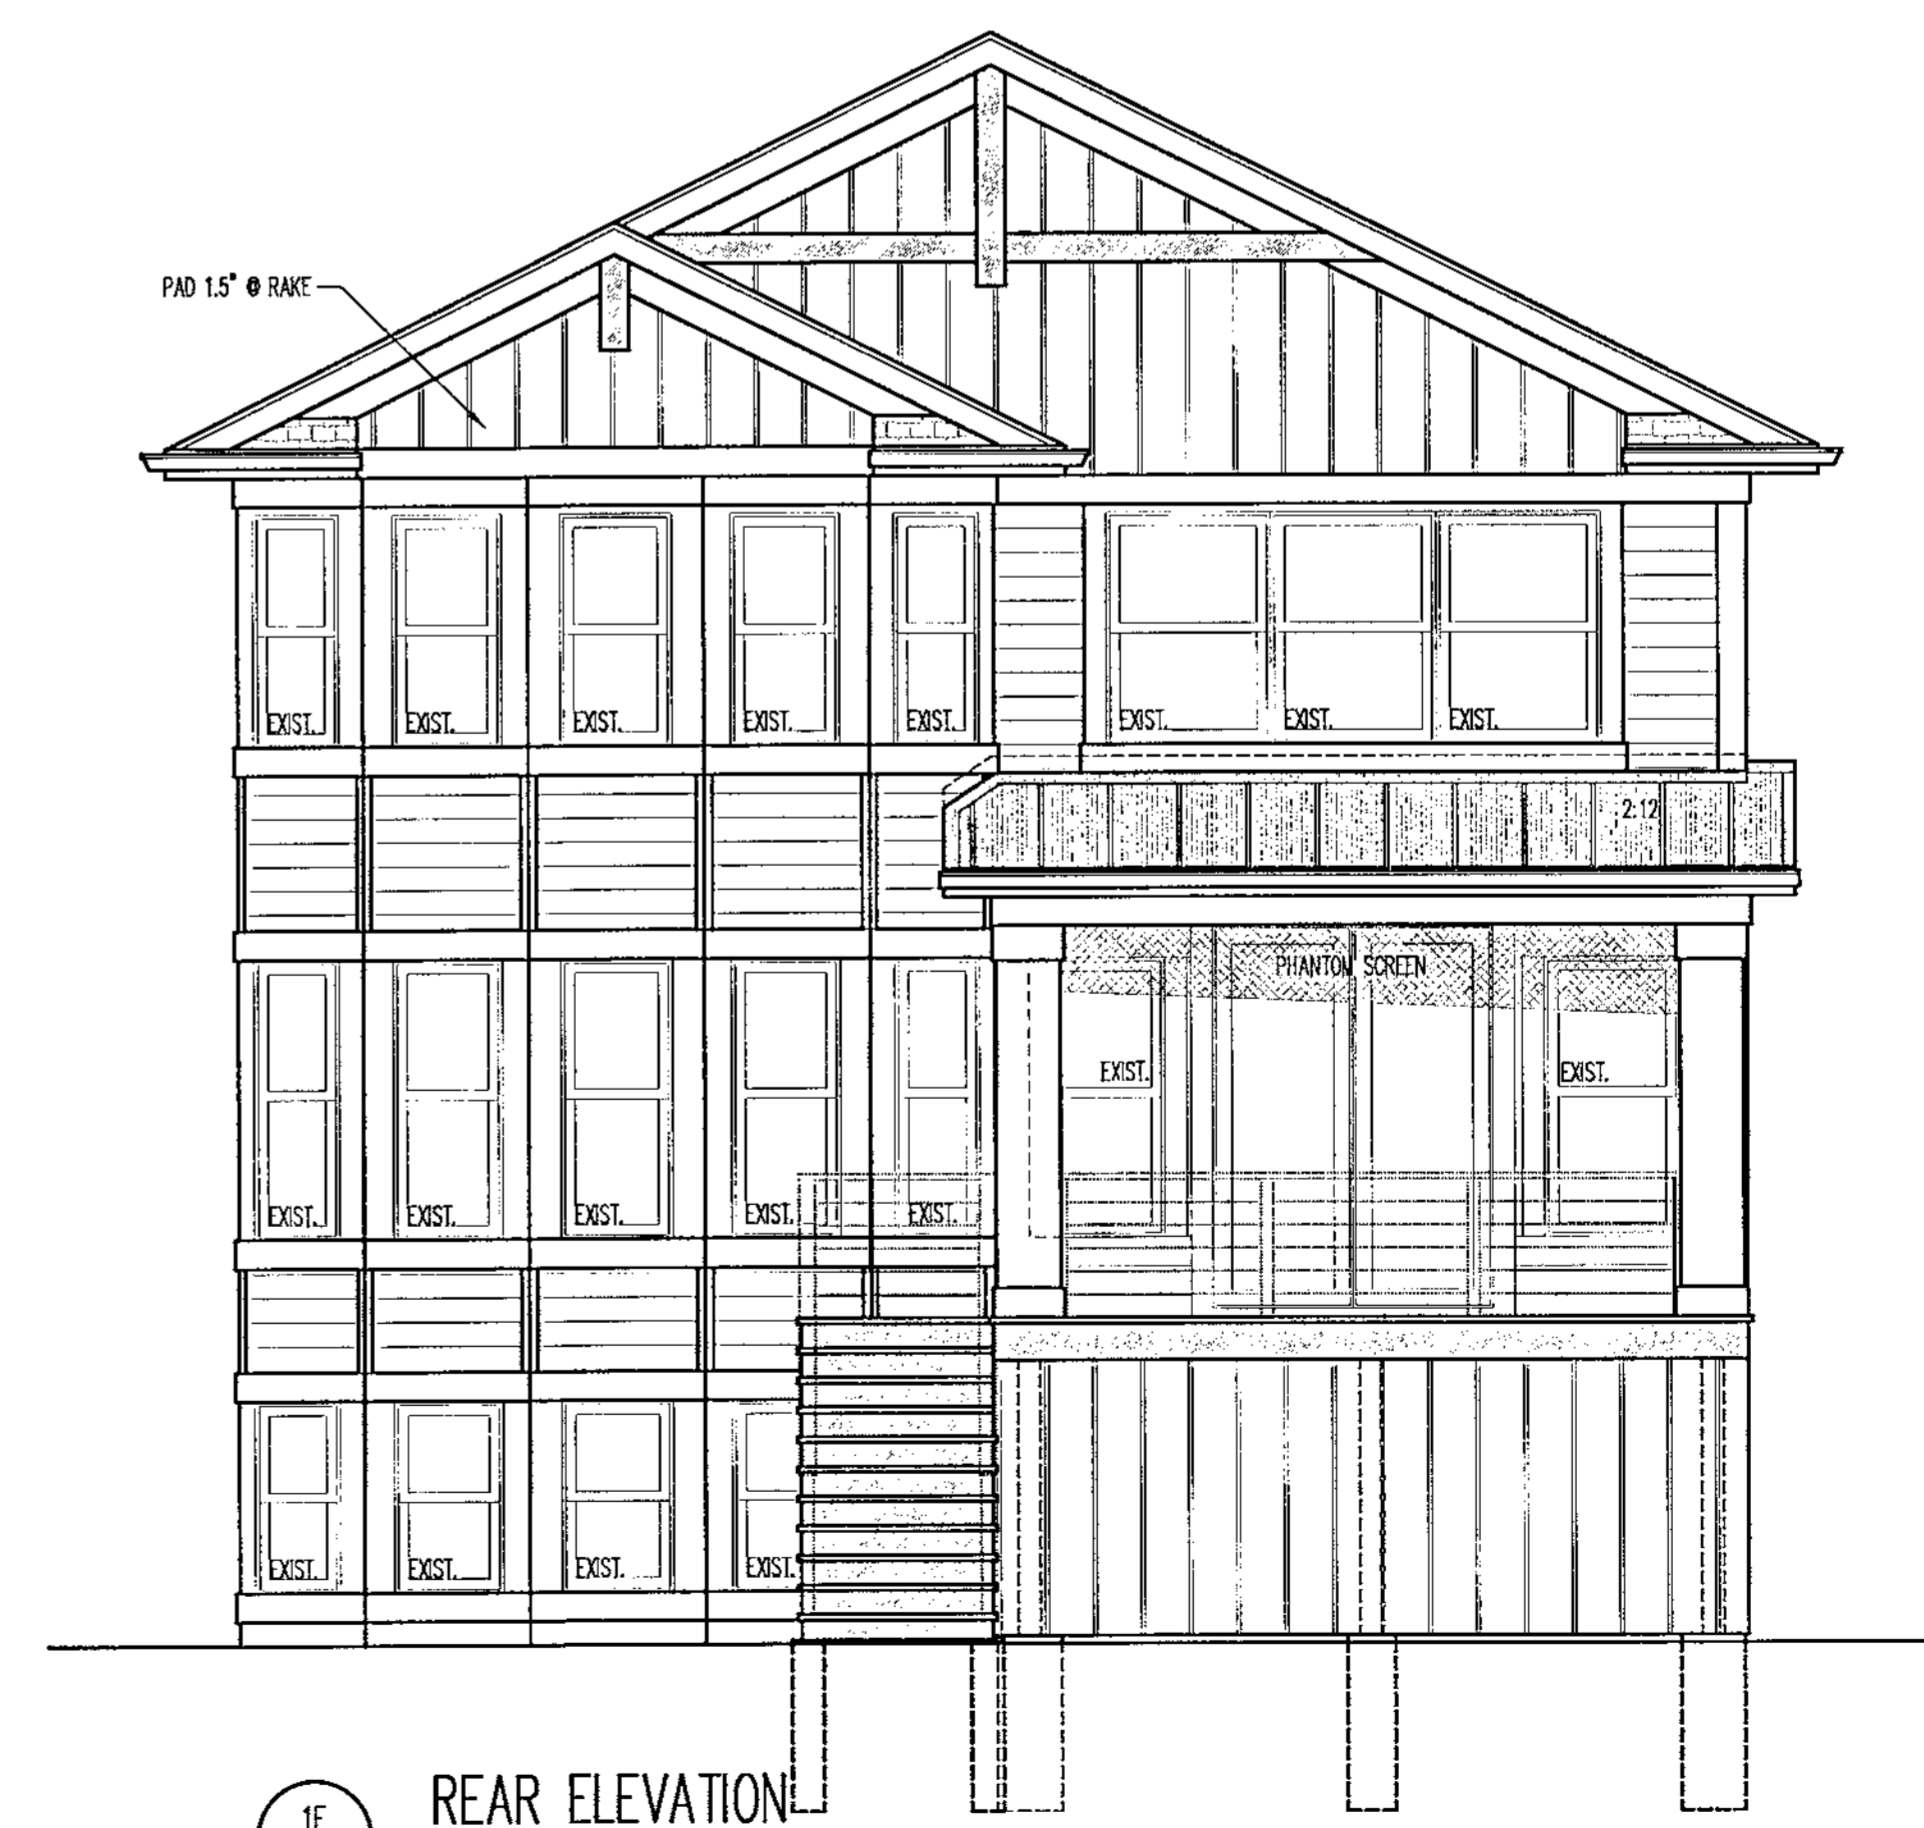 PAD 1.5" @ RAKE
EXIST. EXIST. EXIST. EXIST. EXIST. EXIST. EXIST. EXIST.
2:12
PHANTON SCREEN
EXIST. EXIST.
EXIST. EXIST. EXIST. EXIST. EXIST.
EXIST. EXIST. EXIST. EXIST.
REAR ELEVATION